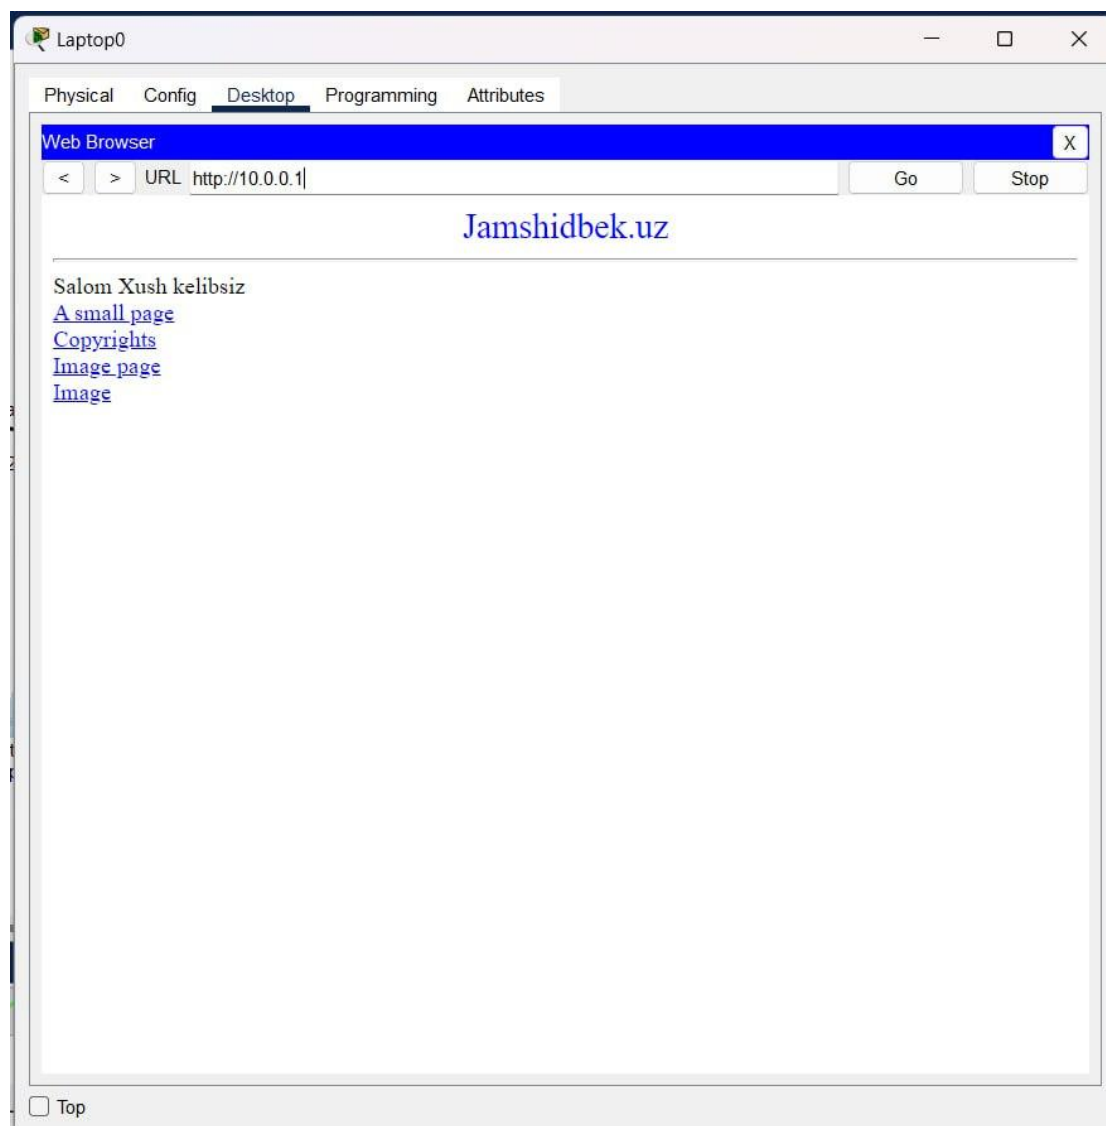 Laptop0
Physical Config Desktop Programming Attributes
Web Browser X
< > URL http://10.0.0.1 Go Stop
Jamshidbek.uz
Salom Xush kelibsiz
A small page
Copyrights
Image page
Image
Top